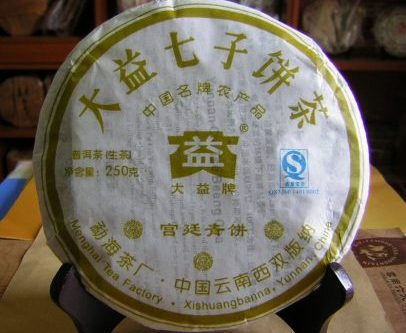 大益七子饼茶
中国名牌农产品
益
®
大益牌
普洱茶(生茶)
净含量: 250克
宫廷青饼
勐海茶厂·中国云南西双版纳
Menghai Tea Factory · Xishuangbanna, Yunnan, China